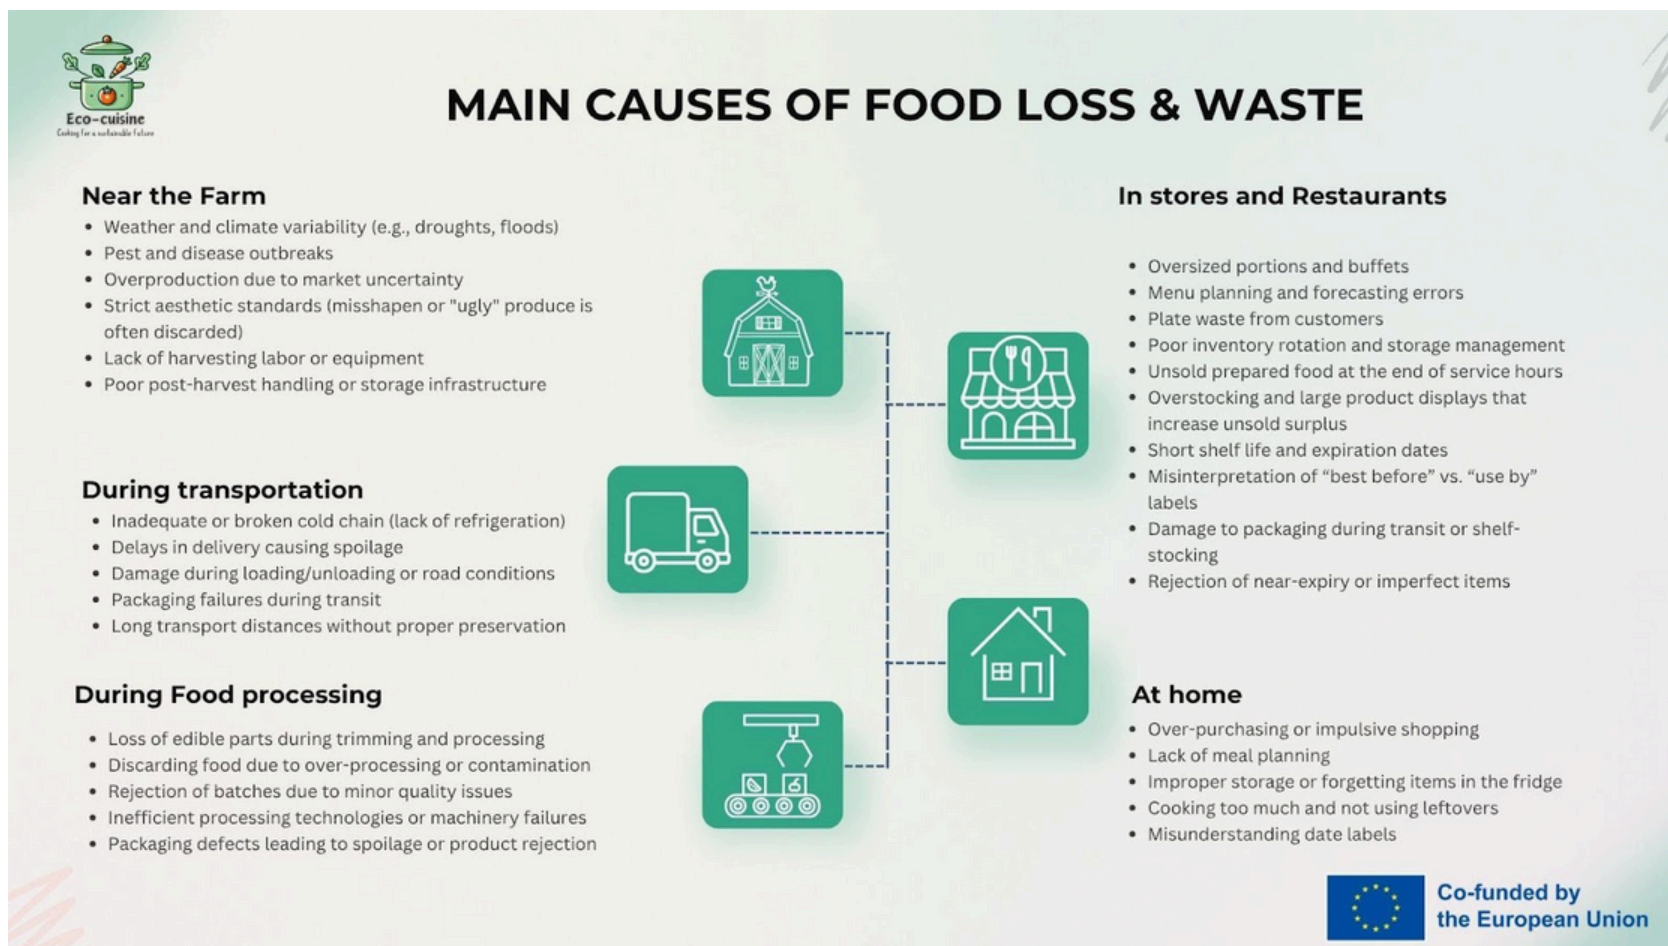 Eco-cuisine
Cooking for a sustainable future
MAIN CAUSES OF FOOD LOSS & WASTE
Near the Farm
• Weather and climate variability (e.g., droughts, floods)
• Pest and disease outbreaks
• Overproduction due to market uncertainty
• Strict aesthetic standards (misshapen or "ugly" produce is
often discarded)
• Lack of harvesting labor or equipment
• Poor post-harvest handling or storage infrastructure
During transportation
• Inadequate or broken cold chain (lack of refrigeration)
• Delays in delivery causing spoilage
• Damage during loading/unloading or road conditions
• Packaging failures during transit
• Long transport distances without proper preservation
During Food processing
• Loss of edible parts during trimming and processing
• Discarding food due to over-processing or contamination
• Rejection of batches due to minor quality issues
• Inefficient processing technologies or machinery failures
• Packaging defects leading to spoilage or product rejection
In stores and Restaurants
• Oversized portions and buffets
• Menu planning and forecasting errors
• Plate waste from customers
• Poor inventory rotation and storage management
• Unsold prepared food at the end of service hours
• Overstocking and large product displays that
increase unsold surplus
• Short shelf life and expiration dates
• Misinterpretation of “best before” vs. “use by”
labels
• Damage to packaging during transit or shelf-
stocking
• Rejection of near-expiry or imperfect items
At home
• Over-purchasing or impulsive shopping
• Lack of meal planning
• Improper storage or forgetting items in the fridge
• Cooking too much and not using leftovers
• Misunderstanding date labels
Co-funded by
the European Union